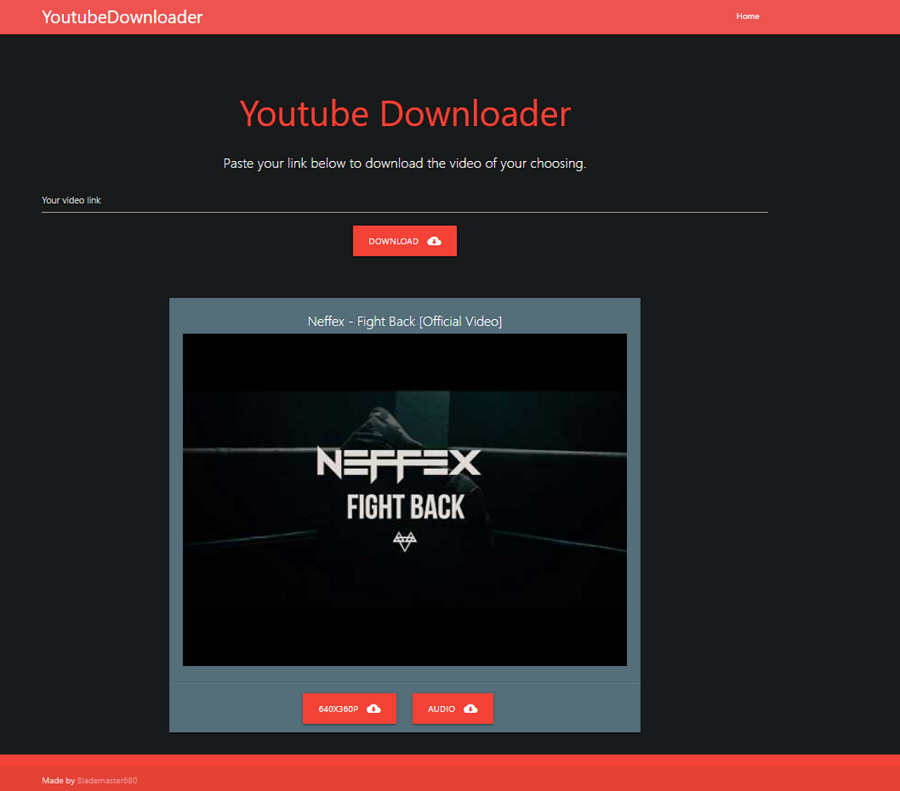 YoutubeDownloader
Home
Youtube Downloader
Paste your link below to download the video of your choosing.
Your video link
DOWNLOAD
Neffex - Fight Back [Official Video]
NEFFEX
FIGHT BACK
640X360P
AUDIO
Made by Blademaster680